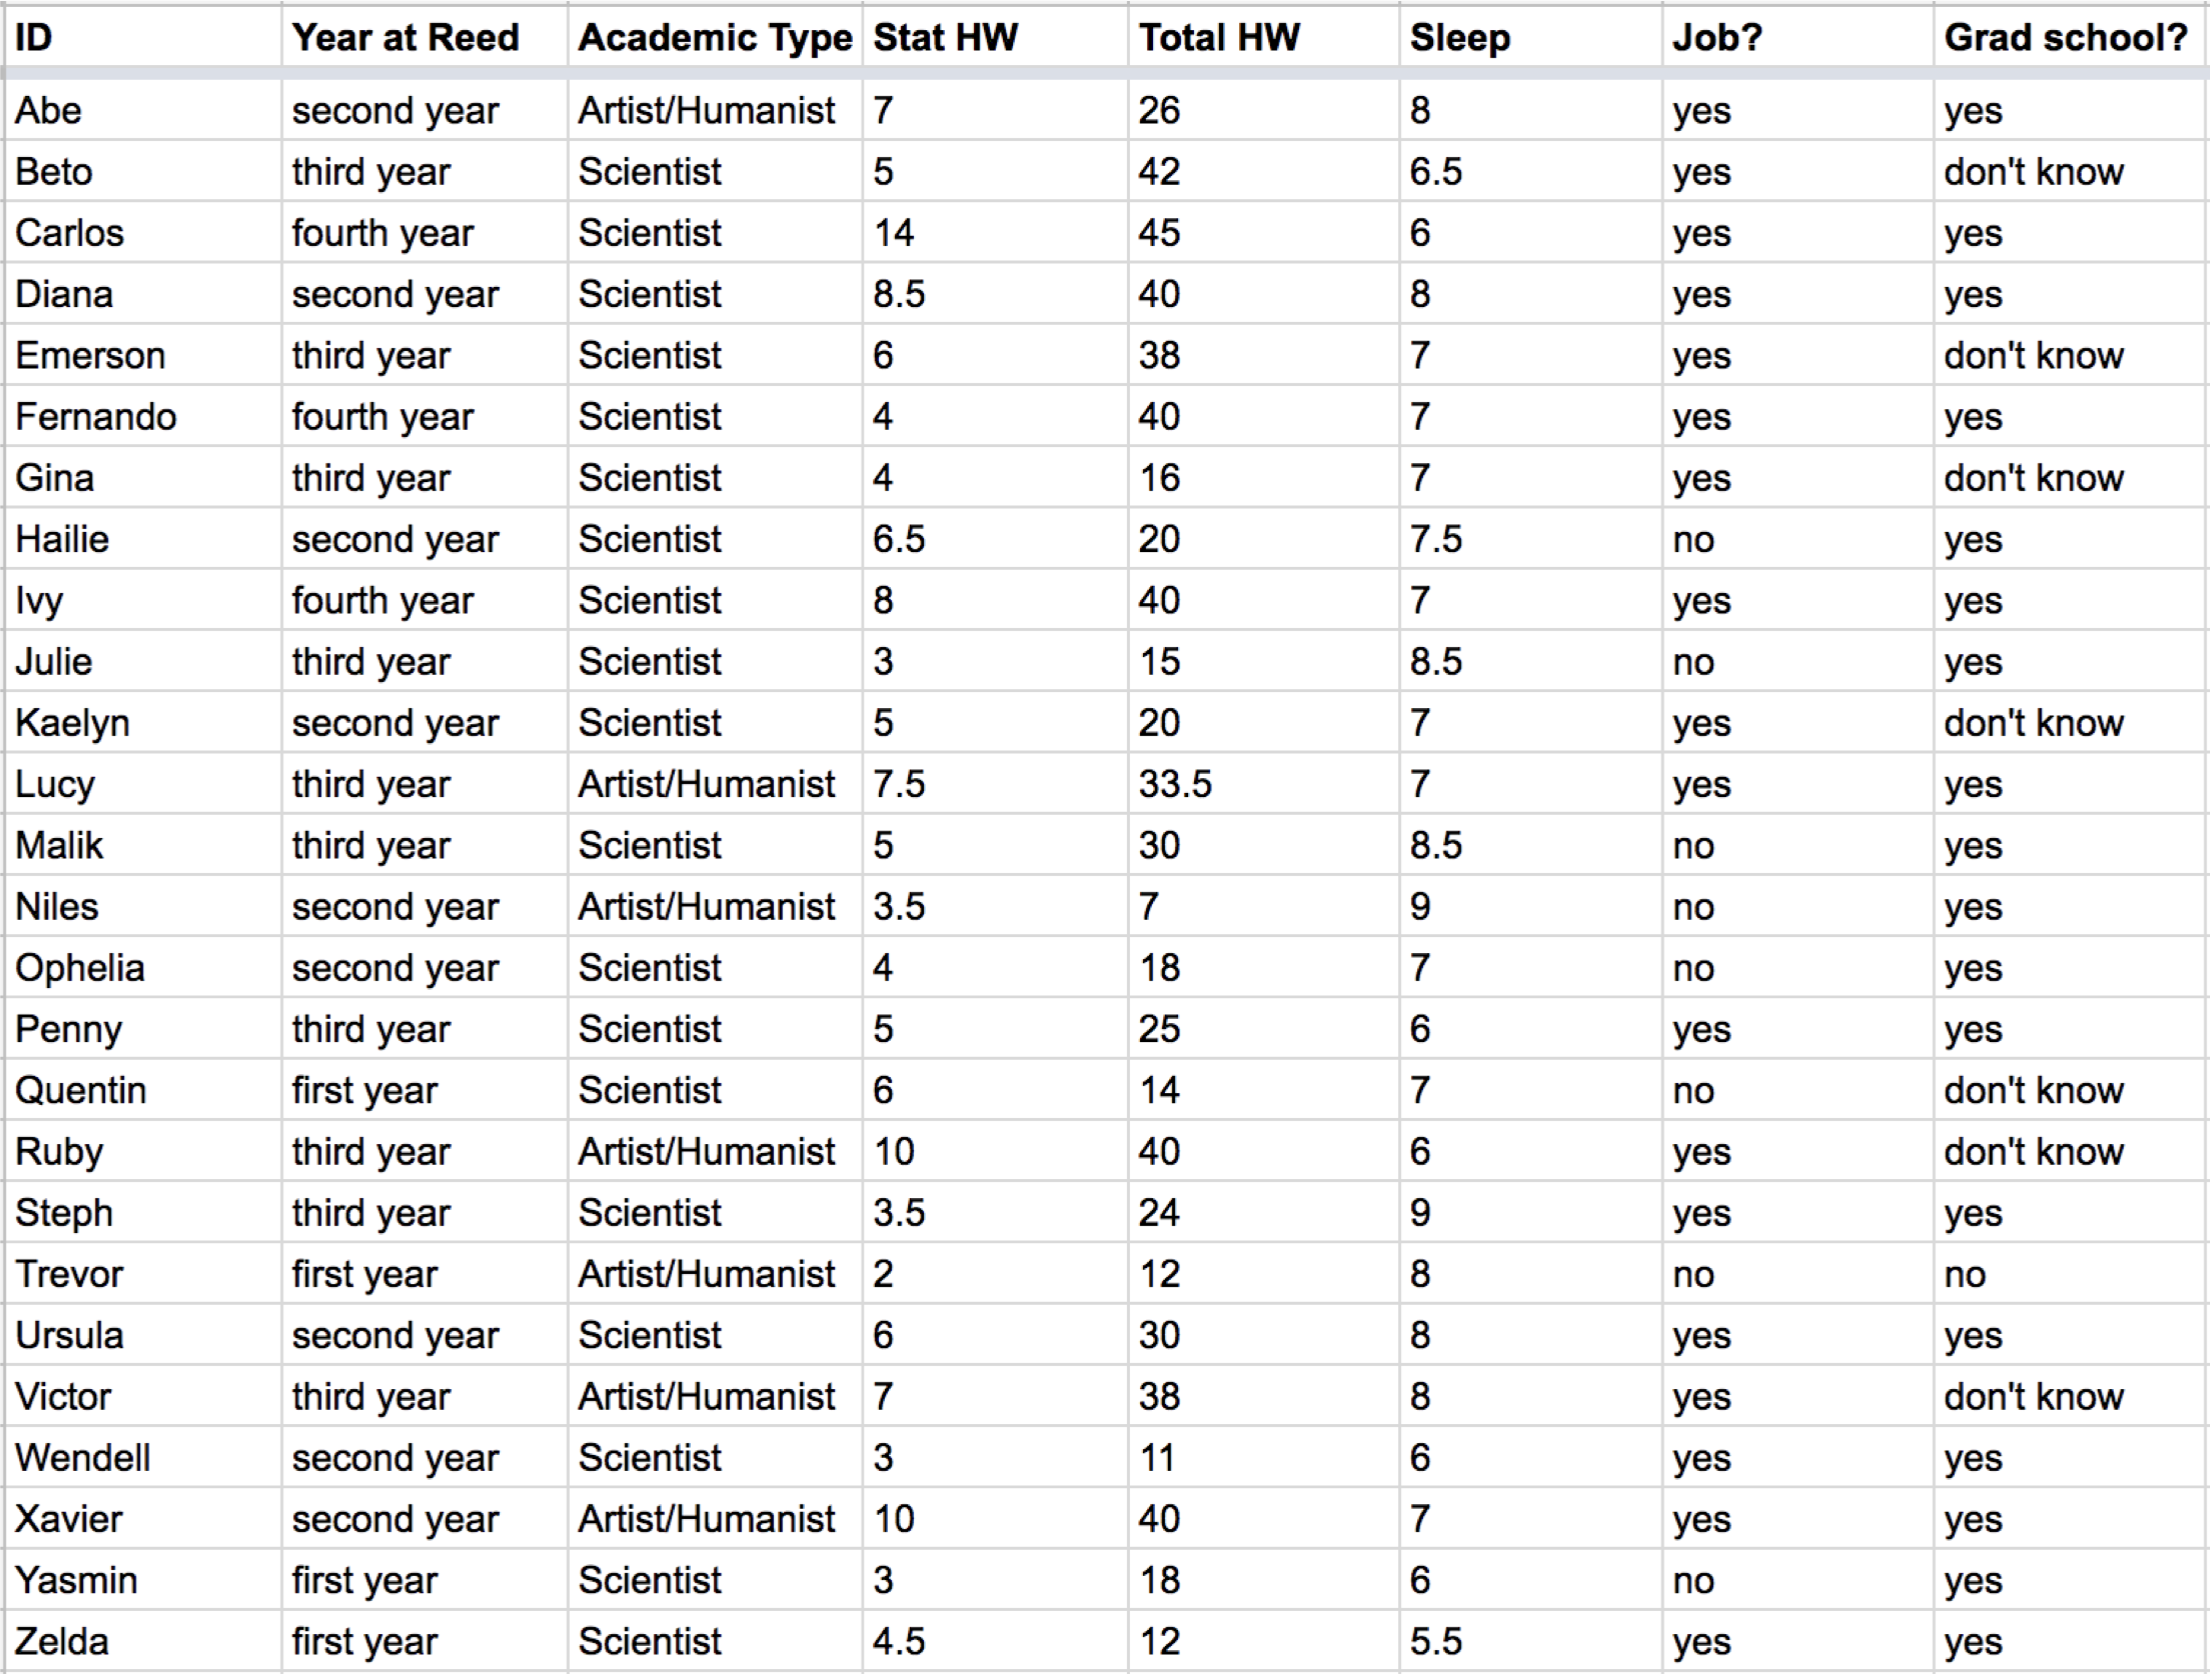 ID Year at Reed Academic Type Stat HW Total HW Sleep Job? Grad school?
Abe second year Artist/Humanist 7 26 8 yes yes
Beto third year Scientist 5 42 6.5 yes don't know
Carlos fourth year Scientist 14 45 6 yes yes
Diana second year Scientist 8.5 40 8 yes yes
Emerson third year Scientist 6 38 7 yes don't know
Fernando fourth year Scientist 4 40 7 yes yes
Gina third year Scientist 4 16 7 yes don't know
Hailie second year Scientist 6.5 20 7.5 no yes
Ivy fourth year Scientist 8 40 7 yes yes
Julie third year Scientist 3 15 8.5 no yes
Kaelyn second year Scientist 5 20 7 yes don't know
Lucy third year Artist/Humanist 7.5 33.5 7 yes yes
Malik third year Scientist 5 30 8.5 no yes
Niles second year Artist/Humanist 3.5 7 9 no yes
Ophelia second year Scientist 4 18 7 no yes
Penny third year Scientist 5 25 6 yes yes
Quentin first year Scientist 6 14 7 no don't know
Ruby third year Artist/Humanist 10 40 6 yes don't know
Steph third year Scientist 3.5 24 9 yes yes
Trevor first year Artist/Humanist 2 12 8 no no
Ursula second year Scientist 6 30 8 yes yes
Victor third year Artist/Humanist 7 38 8 yes don't know
Wendell second year Scientist 3 11 6 yes yes
Xavier second year Artist/Humanist 10 40 7 yes yes
Yasmin first year Scientist 3 18 6 no yes
Zelda first year Scientist 4.5 12 5.5 yes yes